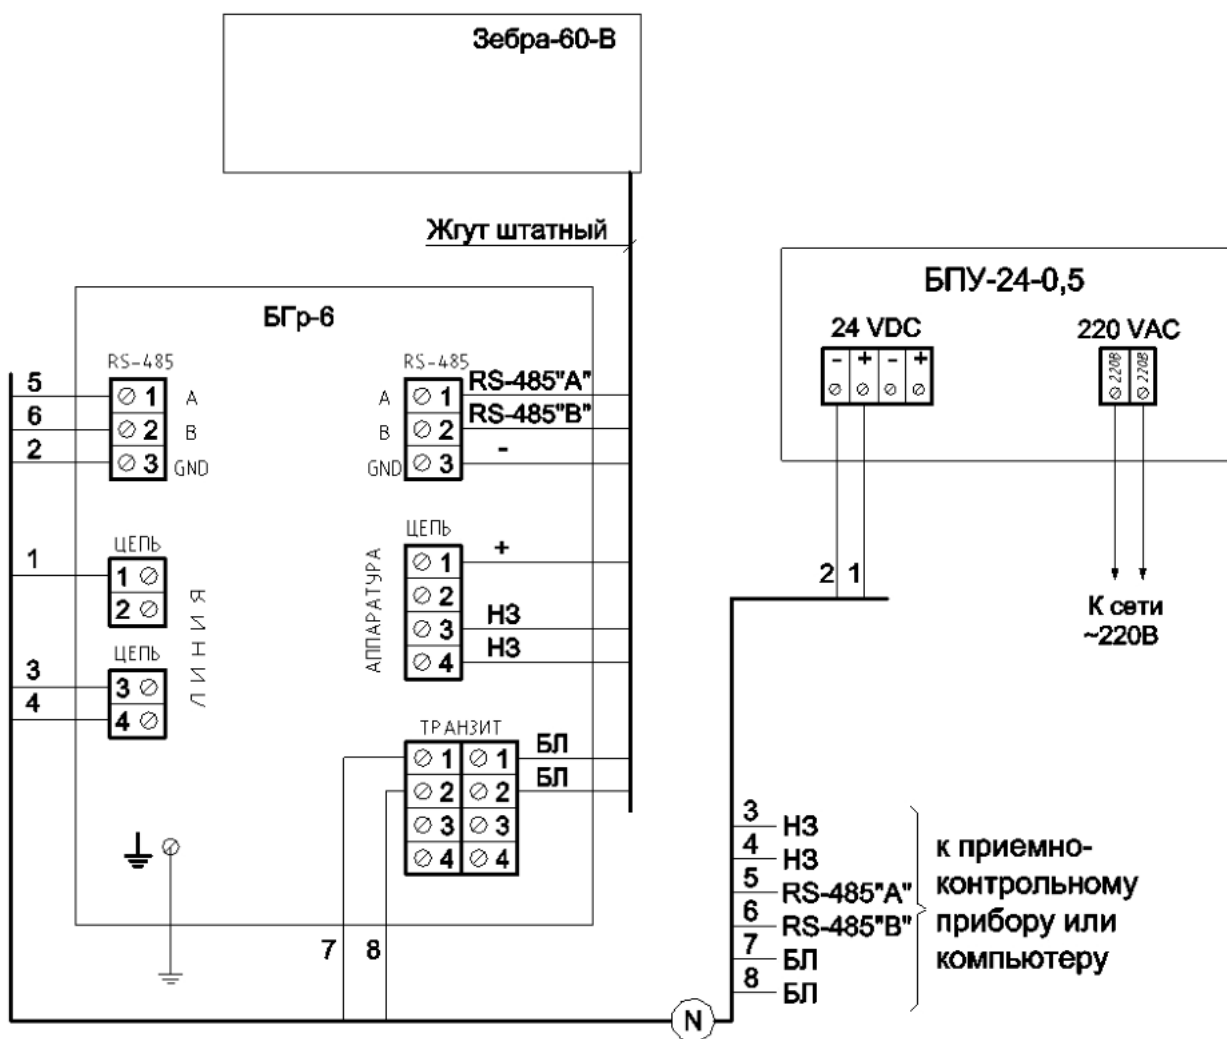 Зебра-60-В
Жгут штатный
БГр-6
RS-485
5
1
A
6
2
B
2
3
GND
ЦЕПЬ
1
1
2
ЦЕПЬ
3
3
4
4
ЛИНИЯ
RS-485
A
1
RS-485"А"
B
2
RS-485"В"
GND
3
-
АППАРАТУРА
ЦЕПЬ
1
+
2
3
НЗ
4
НЗ
ТРАНЗИТ
1 1
БЛ
2 2
БЛ
3 3
4 4
7
8
N
БПУ-24-0,5
24 VDC
- + - +
220 VAC
220В 220В
2 1
К сети
~220В
3 НЗ
4 НЗ
5 RS-485"А"
6 RS-485"В"
7 БЛ
8 БЛ
к приемно-
контрольному
прибору или
компьютеру